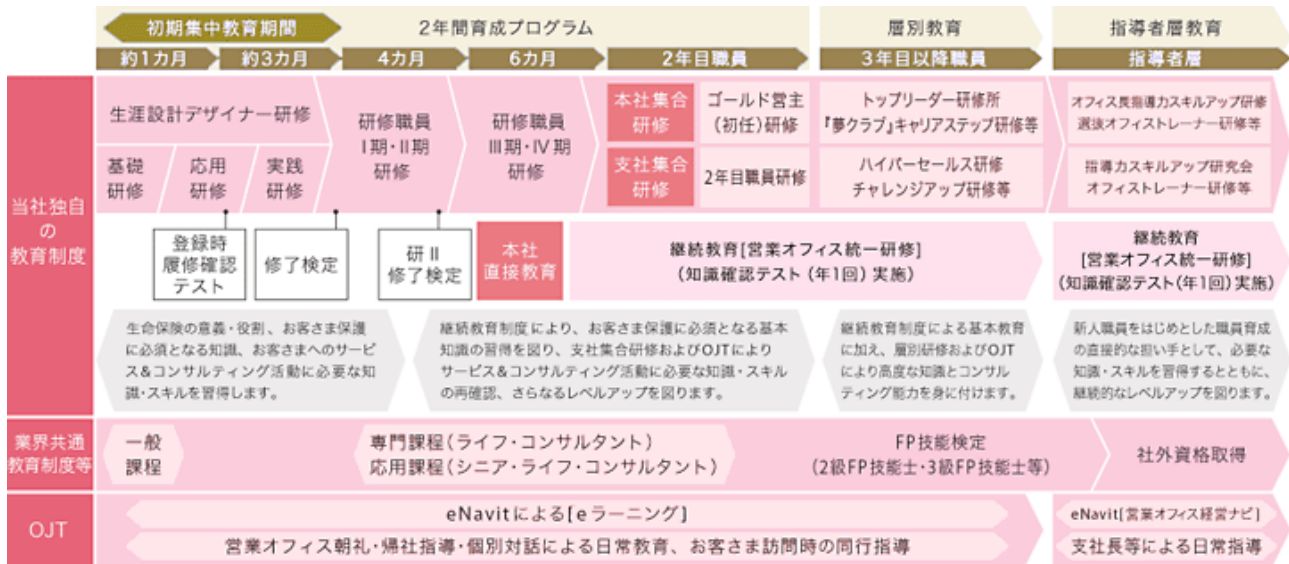 初期集中教育期間
2年間育成プログラム
層別教育
指導者層教育
約1カ月
約3カ月
4カ月
6カ月
2年目職員
3年目以降職員
指導者層
当社独自
の
教育制度
生涯設計デザイナー研修
基礎
研修
応用
研修
実践
研修
研修職員
Ⅰ期・Ⅱ期
研修
研修職員
Ⅲ期・Ⅳ期
研修
本社集合
研修
ゴールド営主
(初任)研修
支社集合
研修
2年目職員研修
トップリーダー研修所
『夢クラブ』キャリアステップ研修等
ハイパーセールス研修
チャレンジアップ研修等
オフィス長指導力スキルアップ研修
選抜オフィストレーナー研修等
指導力スキルアップ研究会
オフィストレーナー研修等
登録時
履修確認
テスト
修了検定
研Ⅱ
修了検定
本社
直接教育
継続教育[営業オフィス統一研修]
(知識確認テスト(年1回)実施)
継続教育
[営業オフィス統一研修]
(知識確認テスト(年1回)実施)
生命保険の意義・役割、お客さま保護
に必須となる知識、お客さまへのサービ
ス&コンサルティング活動に必要な知
識・スキルを習得します。
継続教育制度により、お客さま保護に必須となる基本
知識の習得を図り、支社集合研修およびOJTにより
サービス&コンサルティング活動に必要な知識・スキル
の再確認、さらなるレベルアップを図ります。
継続教育制度による基本教育
に加え、層別研修およびOJT
により高度な知識とコンサル
ティング能力を身に付けます。
新人職員をはじめとした職員育成
の直接的な担い手として、必要な
知識・スキルを習得するとともに、
継続的なレベルアップを図ります。
業界共通
教育制度等
一般
課程
専門課程(ライフ・コンサルタント)
応用課程(シニア・ライフ・コンサルタント)
FP技能検定
(2級FP技能士・3級FP技能士等)
社外資格取得
OJT
eNavitによる[eラーニング]
営業オフィス朝礼・帰社指導・個別対話による日常教育、お客さま訪問時の同行指導
eNavit[営業オフィス経営ナビ]
支社長等による日常指導